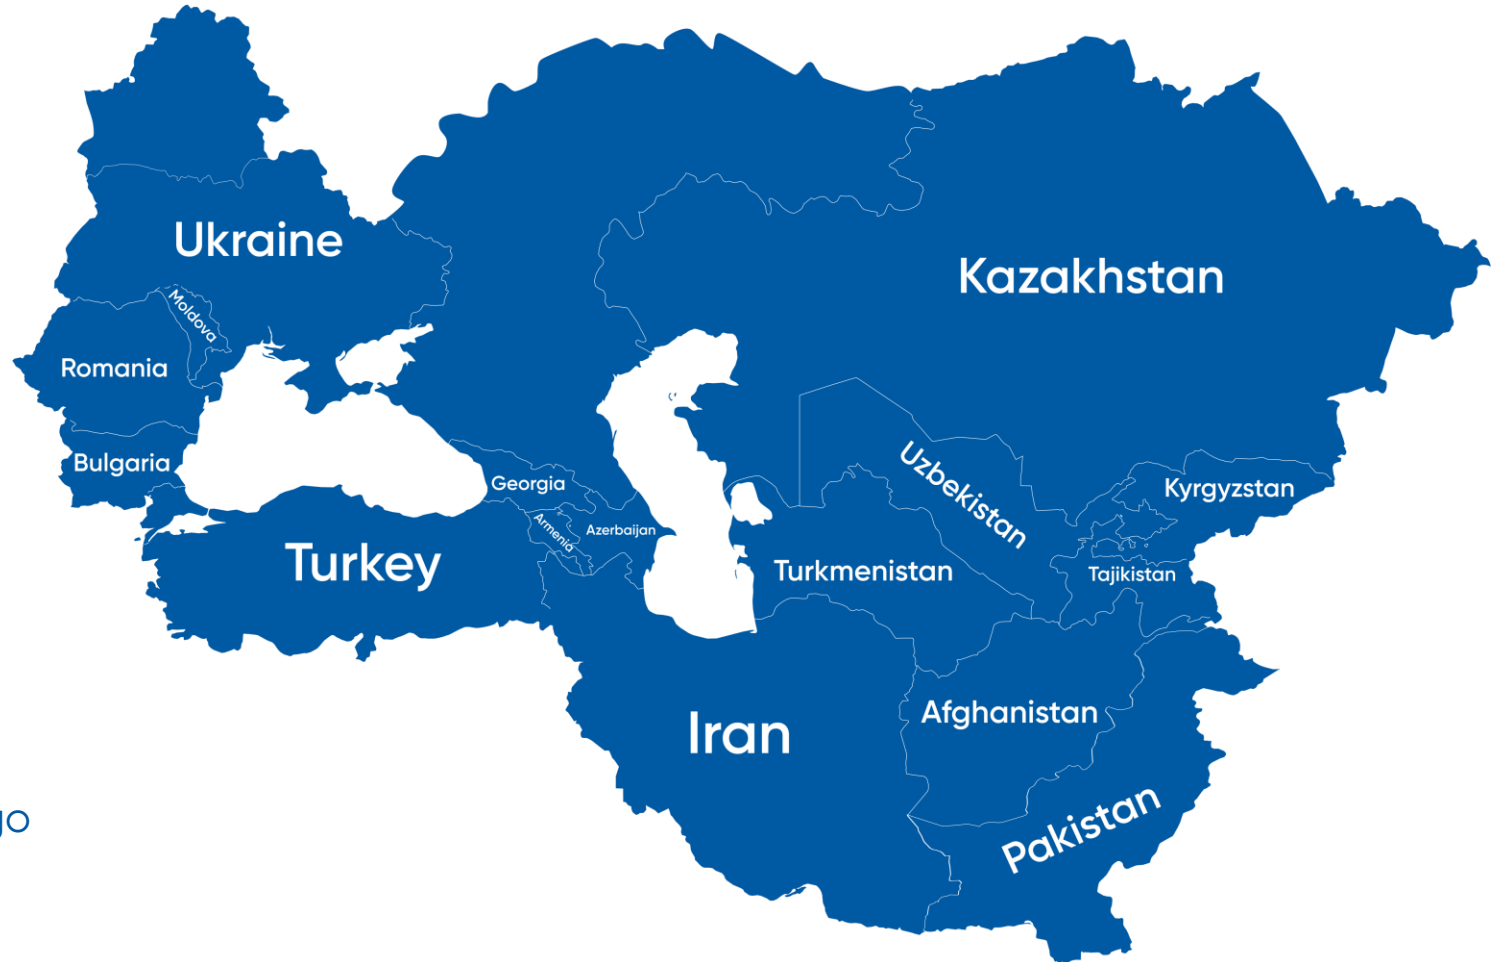 Ukraine
Kazakhstan
Moldova
Romania
Bulgaria
Uzbekistan
Georgia
Kyrgyzstan
Armenia
Azerbaijan
Turkey
Turkmenistan
Tajikistan
Afghanistan
Iran
Pakistan